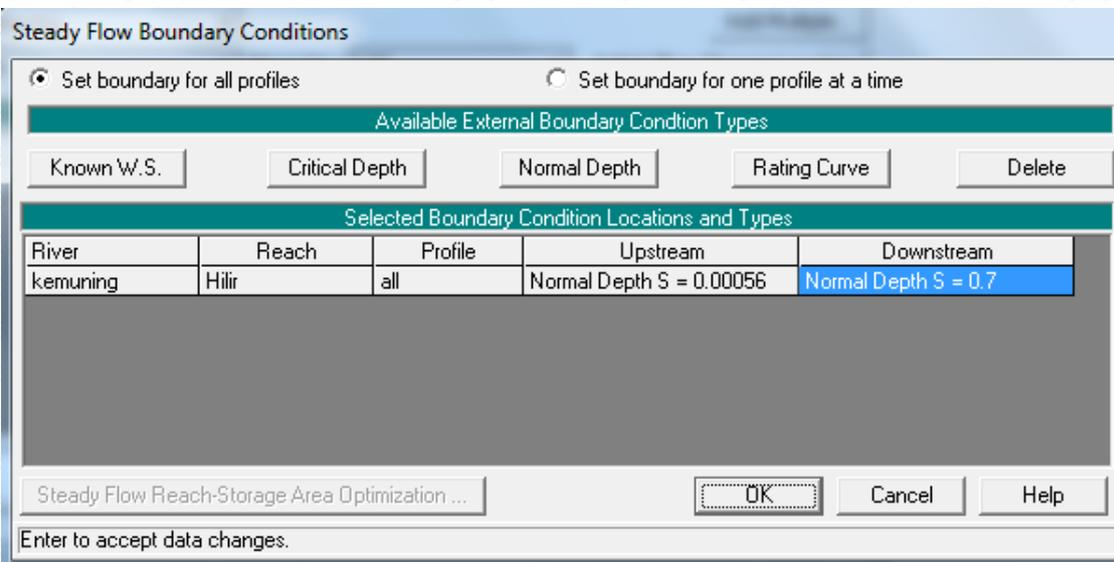 Steady Flow Boundary Conditions
Set boundary for all profiles Set boundary for one profile at a time
Available External Boundary Condtion Types
Known W.S. Critical Depth Normal Depth Rating Curve Delete
Selected Boundary Condition Locations and Types
River Reach Profile Upstream Downstream
kemuning Hilir all Normal Depth S = 0.00056 Normal Depth S = 0.7
Steady Flow Reach-Storage Area Optimization ... OK Cancel Help
Enter to accept data changes.